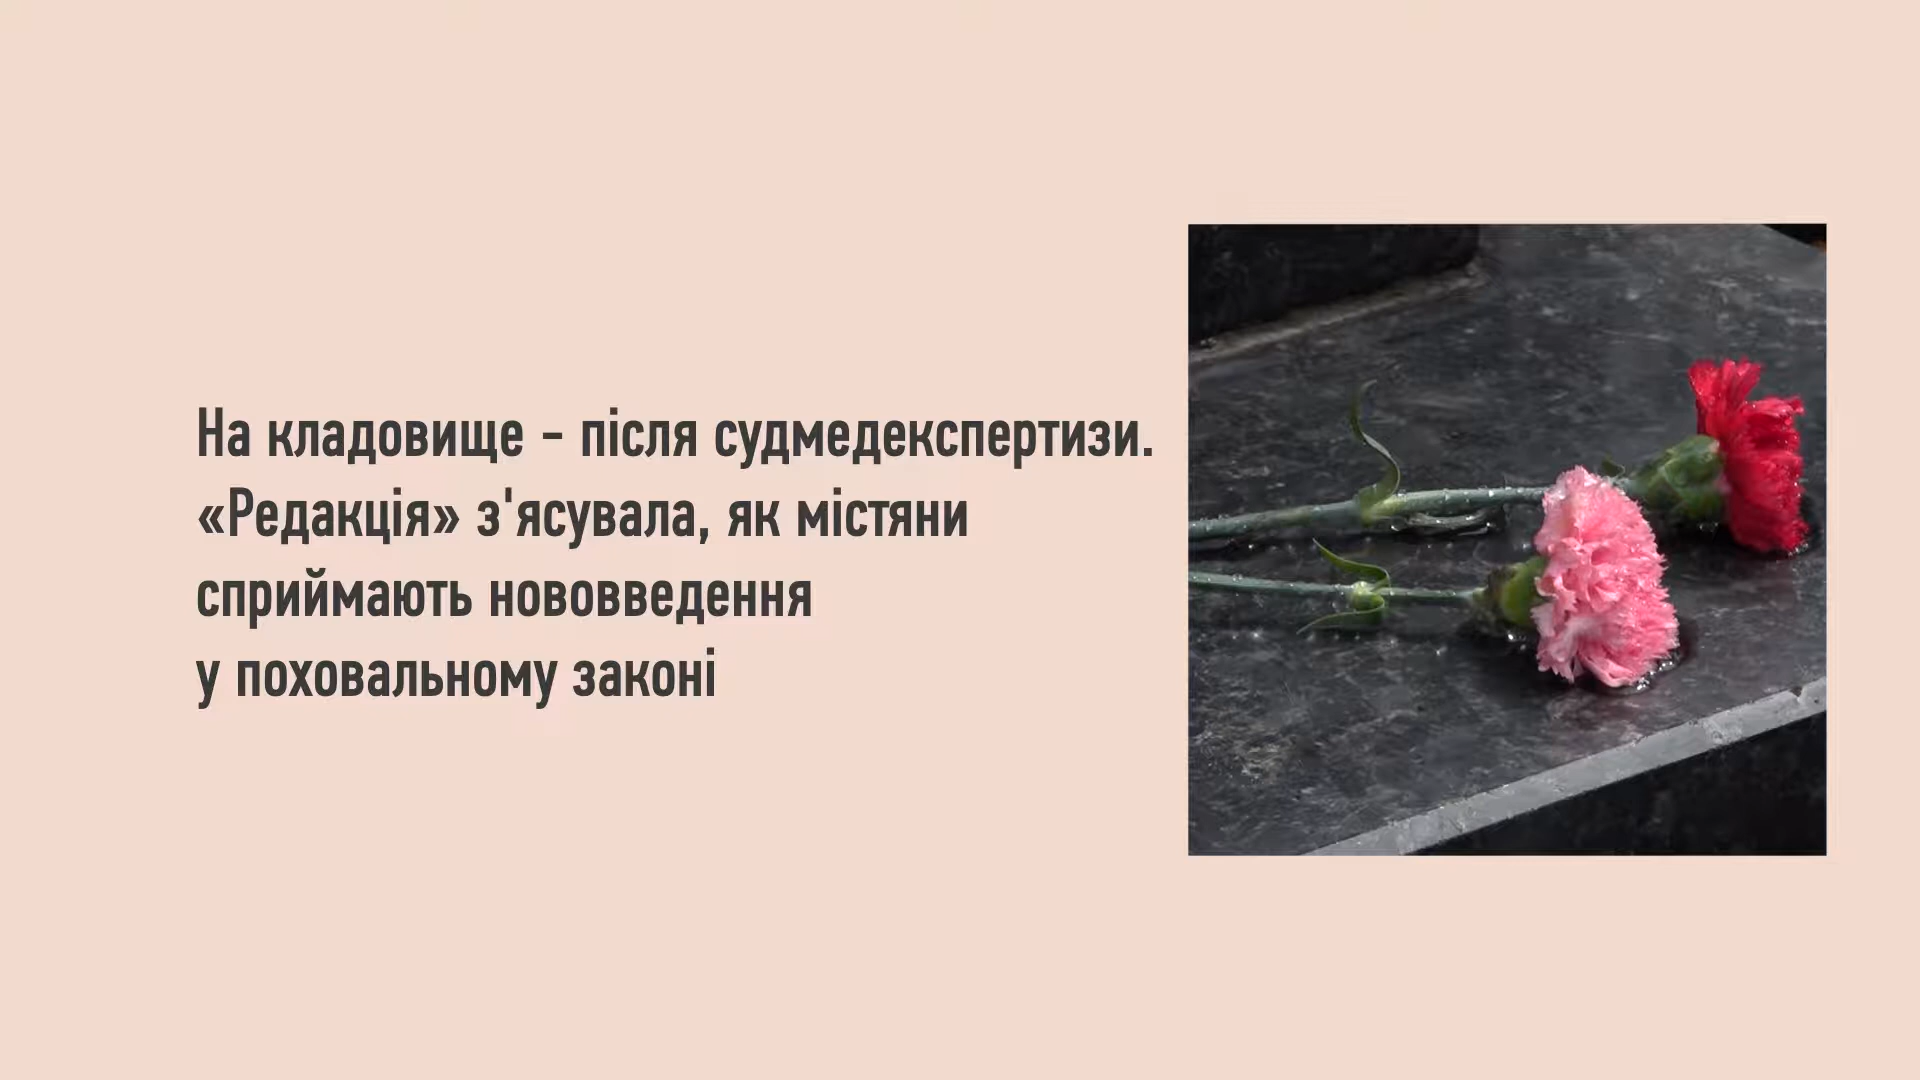 На кладовище - після судмедекспертизи.
«Редакція» з'ясувала, як містяни
сприймають нововведення
у поховальному законі